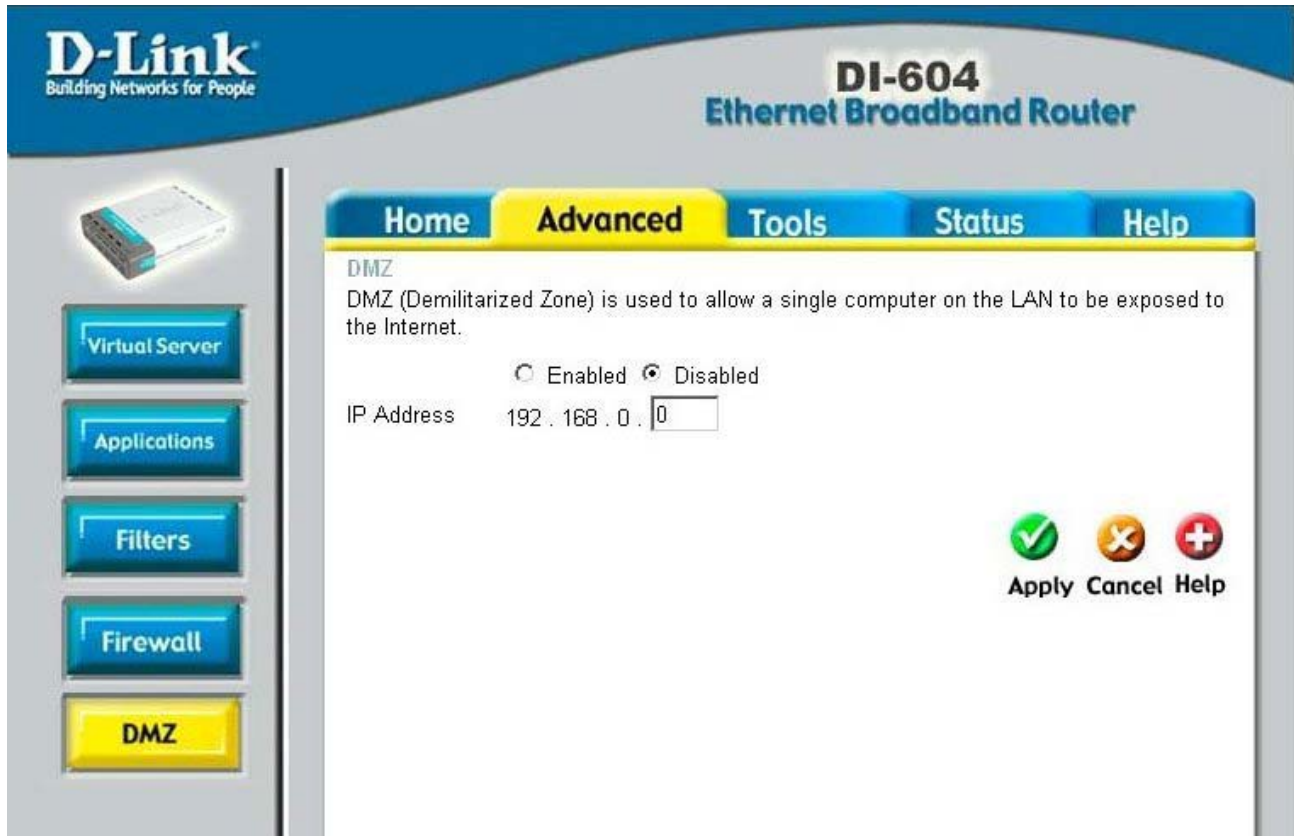 D-Link
Building Networks for People
DI-604
Ethernet Broadband Router
Home Advanced Tools Status Help
DMZ
DMZ (Demilitarized Zone) is used to allow a single computer on the LAN to be exposed to
the Internet.
Enabled Disabled
IP Address 192 . 168 . 0 . 0
Apply Cancel Help
Virtual Server
Applications
Filters
Firewall
DMZ